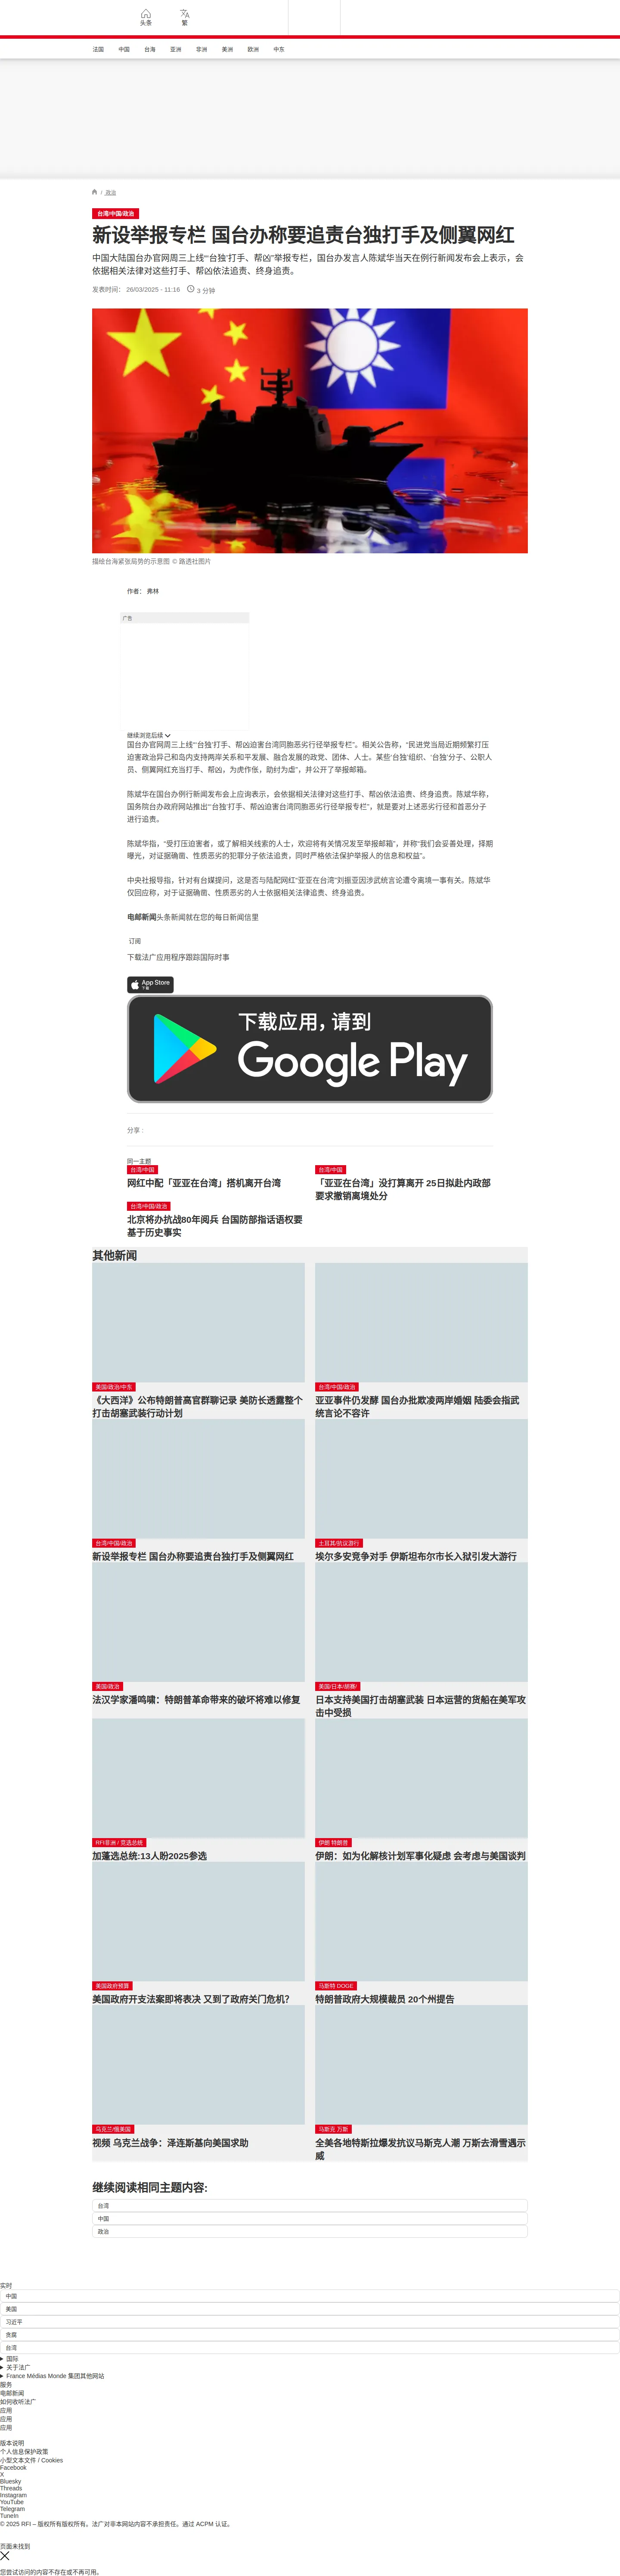 头条
繁
法国 中国 台海 亚洲 非洲 美洲 欧洲 中东
/ 政治
台湾/中国/政治
新设举报专栏 国台办称要追责台独打手及侧翼网红
中国大陆国台办官网周三上线“‘台独’打手、帮凶”举报专栏，国台办发言人陈斌华当天在例行新闻发布会上表示，会
依据相关法律对这些打手、帮凶依法追责、终身追责。
发表时间： 26/03/2025 - 11:16 3 分钟
描绘台海紧张局势的示意图 © 路透社图片
作者： 弗林
广告
继续浏览后续
国台办官网周三上线“‘台独’打手、帮凶迫害台湾同胞恶劣行径举报专栏”。相关公告称，“民进党当局近期频繁打压
迫害政治异己和岛内支持两岸关系和平发展、融合发展的政党、团体、人士。某些‘台独’组织、‘台独’分子、公职人
员、侧翼网红充当打手、帮凶，为虎作伥，助纣为虐”，并公开了举报邮箱。
陈斌华在国台办例行新闻发布会上应询表示，会依据相关法律对这些打手、帮凶依法追责、终身追责。陈斌华称，
国务院台办政府网站推出“‘台独’打手、帮凶迫害台湾同胞恶劣行径举报专栏”，就是要对上述恶劣行径和首恶分子
进行追责。
陈斌华指，“受打压迫害者，或了解相关线索的人士，欢迎将有关情况发至举报邮箱”，并称“我们会妥善处理，择期
曝光，对证据确凿、性质恶劣的犯罪分子依法追责，同时严格依法保护举报人的信息和权益”。
中央社报导指，针对有台媒提问，这是否与陆配网红“亚亚在台湾”刘振亚因涉武统言论遭令离境一事有关。陈斌华
仅回应称，对于证据确凿、性质恶劣的人士依据相关法律追责、终身追责。
电邮新闻头条新闻就在您的每日新闻信里
订阅
下载法广应用程序跟踪国际时事
App Store
下载
下载应用，请到
Google Play
分享 :
同一主题
台湾/中国
网红中配「亚亚在台湾」搭机离开台湾
台湾/中国
「亚亚在台湾」没打算离开 25日拟赴内政部
要求撤销离境处分
台湾/中国/政治
北京将办抗战80年阅兵 台国防部指话语权要
基于历史事实
其他新闻
美国/政治/中东
《大西洋》公布特朗普高官群聊记录 美防长透露整个
打击胡塞武装行动计划
台湾/中国/政治
亚亚事件仍发酵 国台办批欺凌两岸婚姻 陆委会指武
统言论不容许
台湾/中国/政治
新设举报专栏 国台办称要追责台独打手及侧翼网红
土耳其/抗议游行
埃尔多安竞争对手 伊斯坦布尔市长入狱引发大游行
美国/政治
法汉学家潘鸣啸：特朗普革命带来的破坏将难以修复
美国/日本/胡赛/
日本支持美国打击胡塞武装 日本运营的货船在美军攻
击中受损
RFI非洲 / 竞选总统
加蓬选总统:13人盼2025参选
伊朗 特朗普
伊朗：如为化解核计划军事化疑虑 会考虑与美国谈判
美国政府预算
美国政府开支法案即将表决 又到了政府关门危机？
马斯特 DOGE
特朗普政府大规模裁员 20个州提告
马克兰/俄美国
视频 乌克兰战争：泽连斯基向美国求助
马斯克 万斯
全美各地特斯拉爆发抗议马斯克人潮 万斯去滑雪遇示
威
继续阅读相同主题内容:
台湾
中国
政治
实时
中国
美国
习近平
贪腐
台湾
国际
关于法广
France Médias Monde 集团其他网站
服务
电邮新闻
如何收听法广
应用
应用
应用
版本说明
个人信息保护政策
小型文本文件 / Cookies
Facebook
X
Bluesky
Threads
Instagram
YouTube
Telegram
TuneIn
© 2025 RFI – 版权所有版权所有。法广对非本网站内容不承担责任。通过 ACPM 认证。
页面未找到
您尝试访问的内容不存在或不再可用。